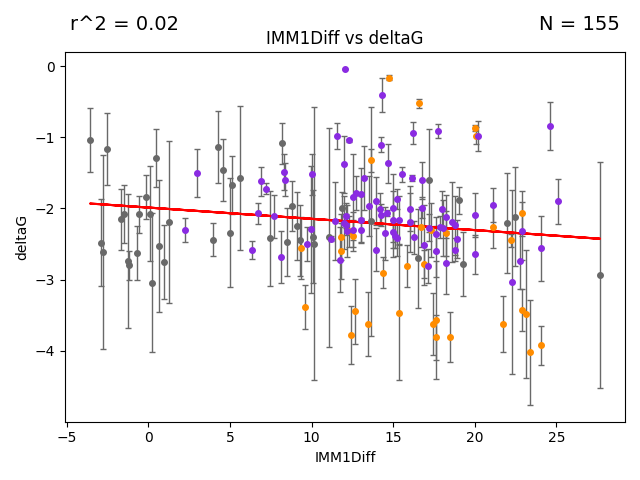 r^2 = 0.02
N = 155
IMM1Diff vs deltaG
deltaG
0
−1
−2
−3
−4
−5
0
5
10
15
20
25
IMM1Diff